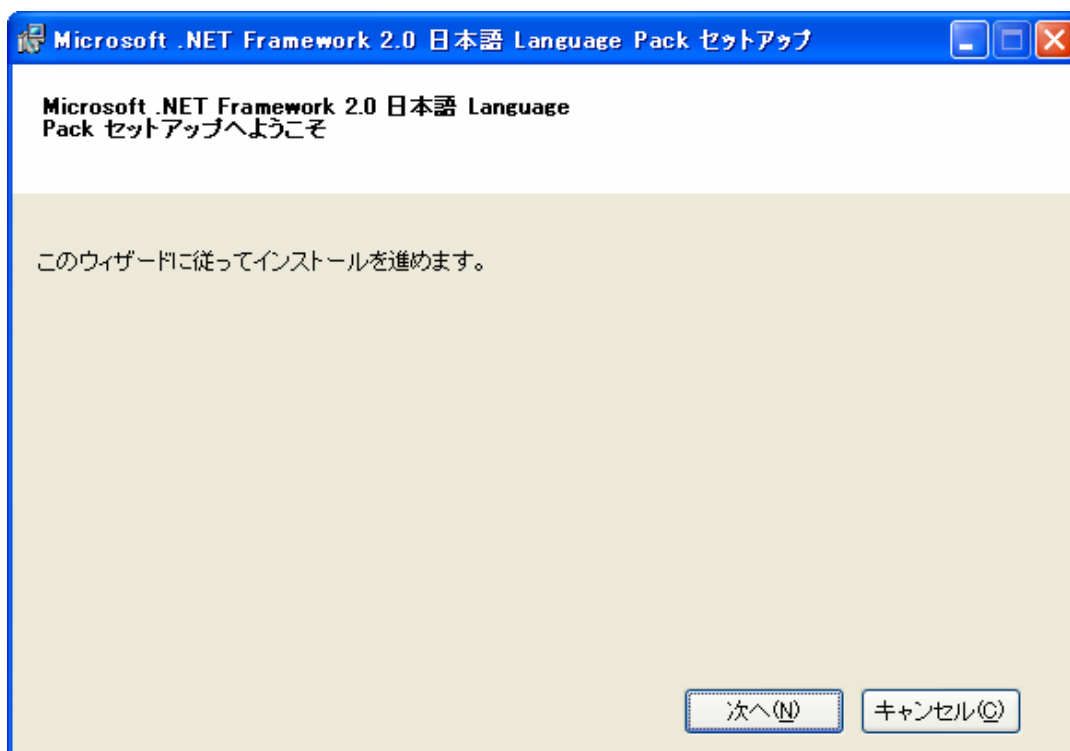 Microsoft .NET Framework 2.0 日本語 Language Pack セットアップ
Microsoft .NET Framework 2.0 日本語 Language
Pack セットアップへようこそ
このウィザードに従ってインストールを進めます。
次へ(N)
キャンセル(C)